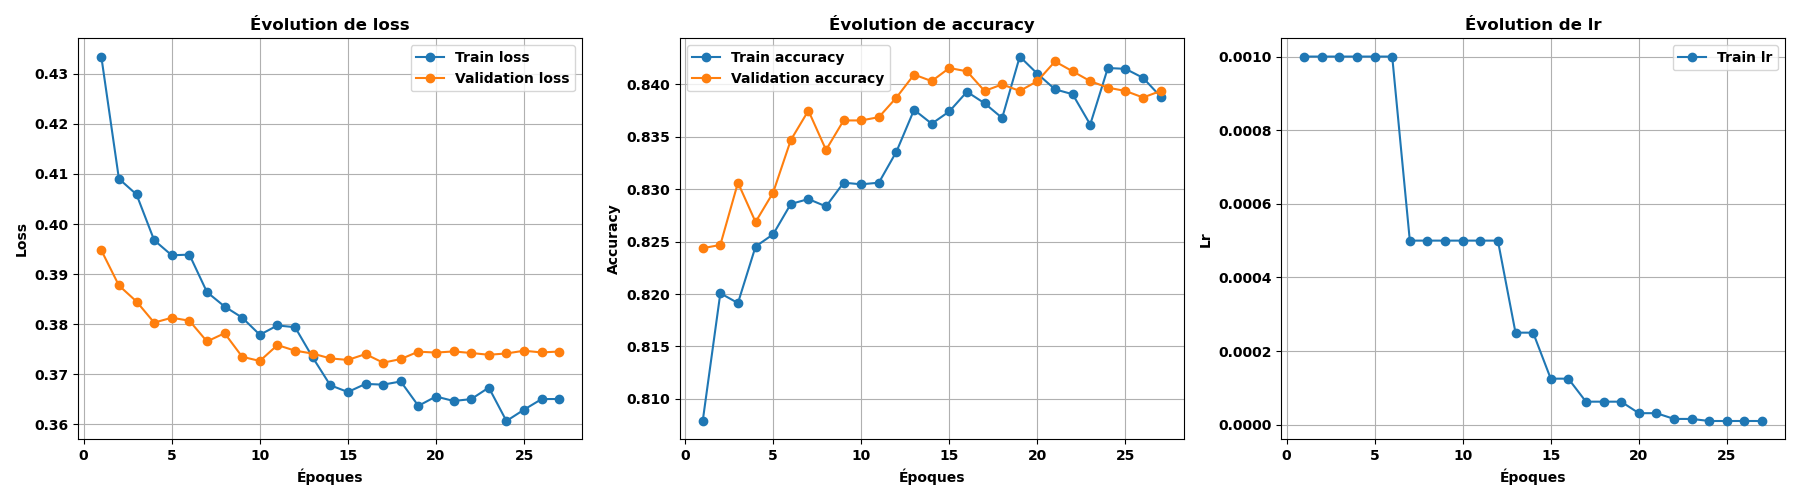 Évolution de loss
Train loss
Validation loss
0.43
0.42
0.41
0.40
0.39
0.38
0.37
0.36
Loss
0
5
10
15
20
25
Époques
Évolution de accuracy
Train accuracy
Validation accuracy
0.840
0.835
0.830
0.825
0.820
0.815
0.810
Accuracy
0
5
10
15
20
25
Époques
Évolution de lr
Train lr
0.0010
0.0008
0.0006
0.0004
0.0002
0.0000
Lr
0
5
10
15
20
25
Époques